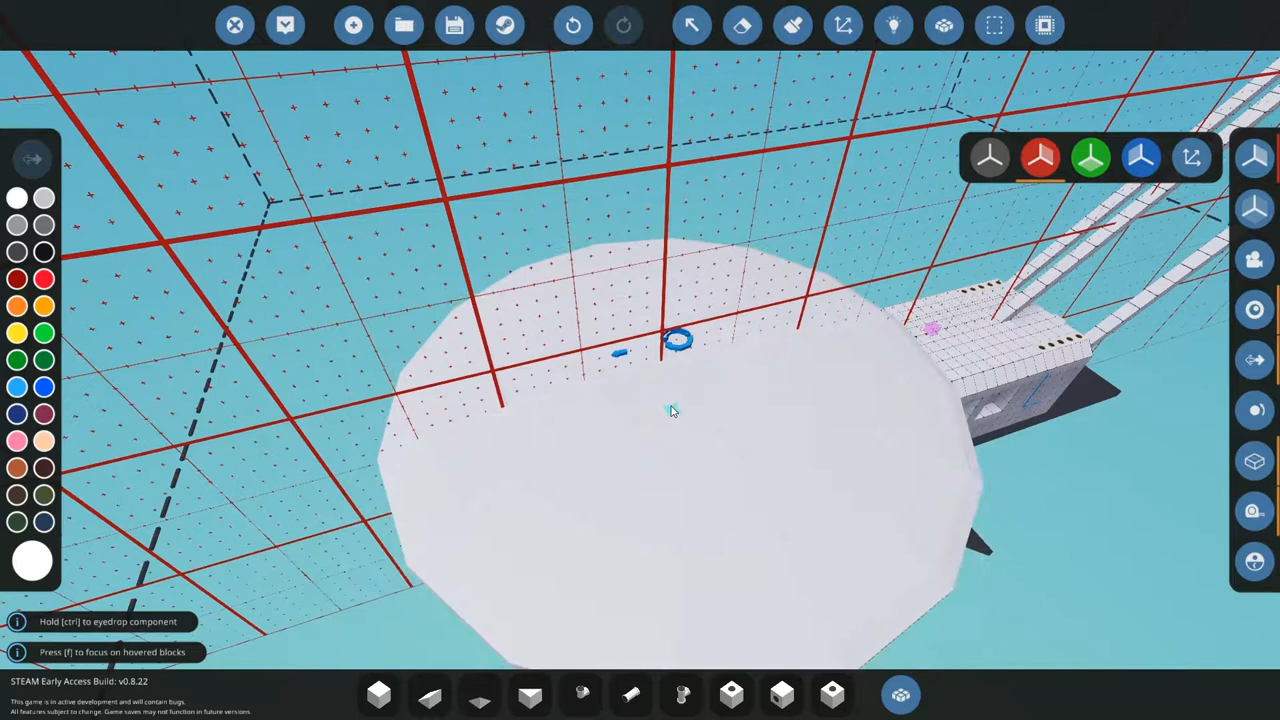 Hold [ctrl] to eyedrop component
Press [f] to focus on hovered blocks
STEAM Early Access Build: v0.8.22
This game is in active development and will contain bugs.
All features subject to change. Game saves may not function in future versions.